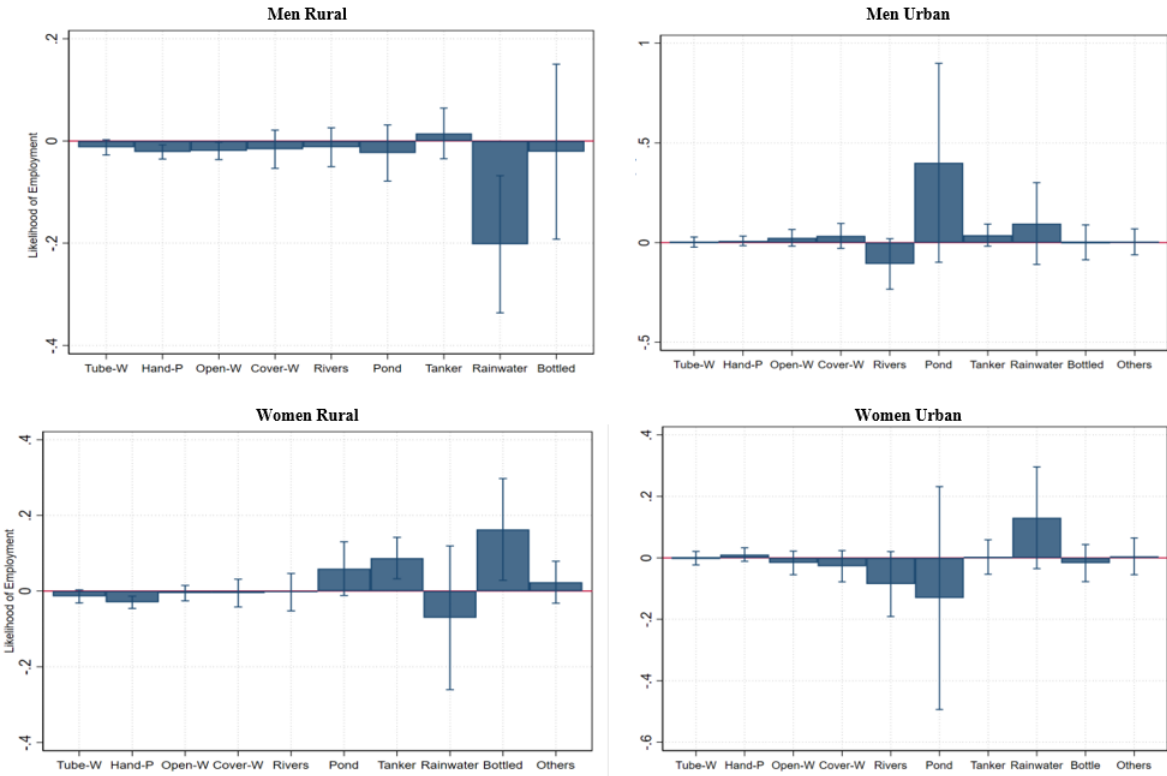 Men Rural
Likelihood of Employment
.2
0
-.2
-.4
Tube-W Hand-P Open-W Cover-W Rivers Pond Tanker Rainwater Bottled
Men Urban
1
.5
0
-.5
Tube-W Hand-P Open-W Cover-W Rivers Pond Tanker Rainwater Bottled Others
Women Rural
Likelihood of Employment
.4
.2
0
-.2
-.4
Tube-W Hand-P Open-W Cover-W Rivers Pond Tanker Rainwater Bottled Others
Women Urban
.4
.2
0
-.2
-.4
-.6
Tube-W Hand-P Open-W Cover-W Rivers Pond Tanker Rainwater Bottle Others